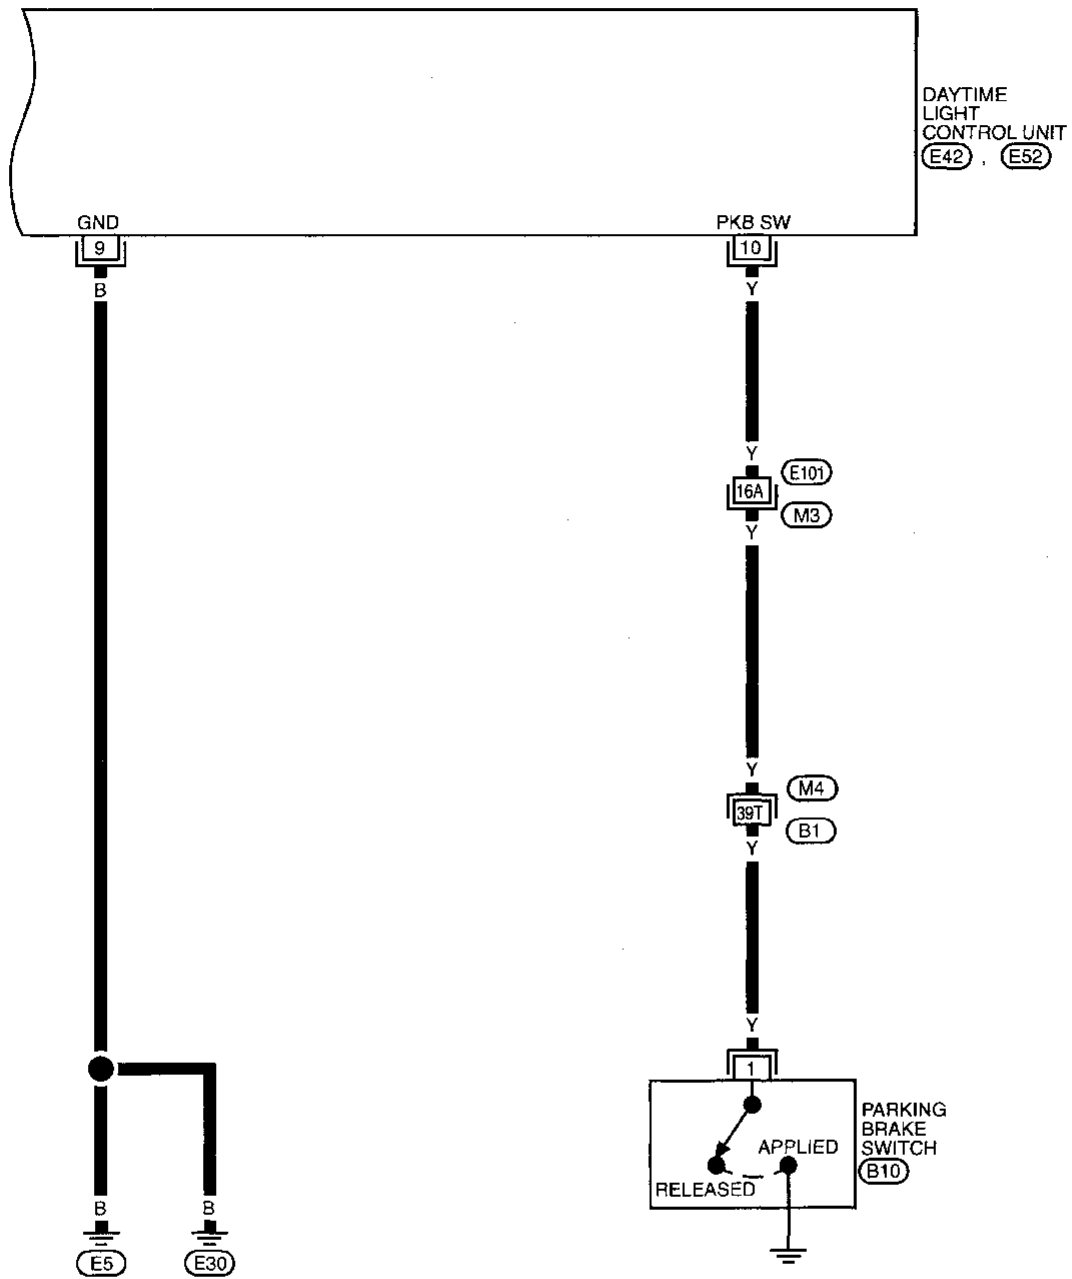 DAYTIME
LIGHT
CONTROL UNIT
E42 , E52
GND
PKB SW
9
10
B
Y
Y
E101
16A
M3
Y
Y
M4
39T
B1
Y
Y
1
PARKING
BRAKE
SWITCH
B10
APPLIED
RELEASED
B
B
E5
E30